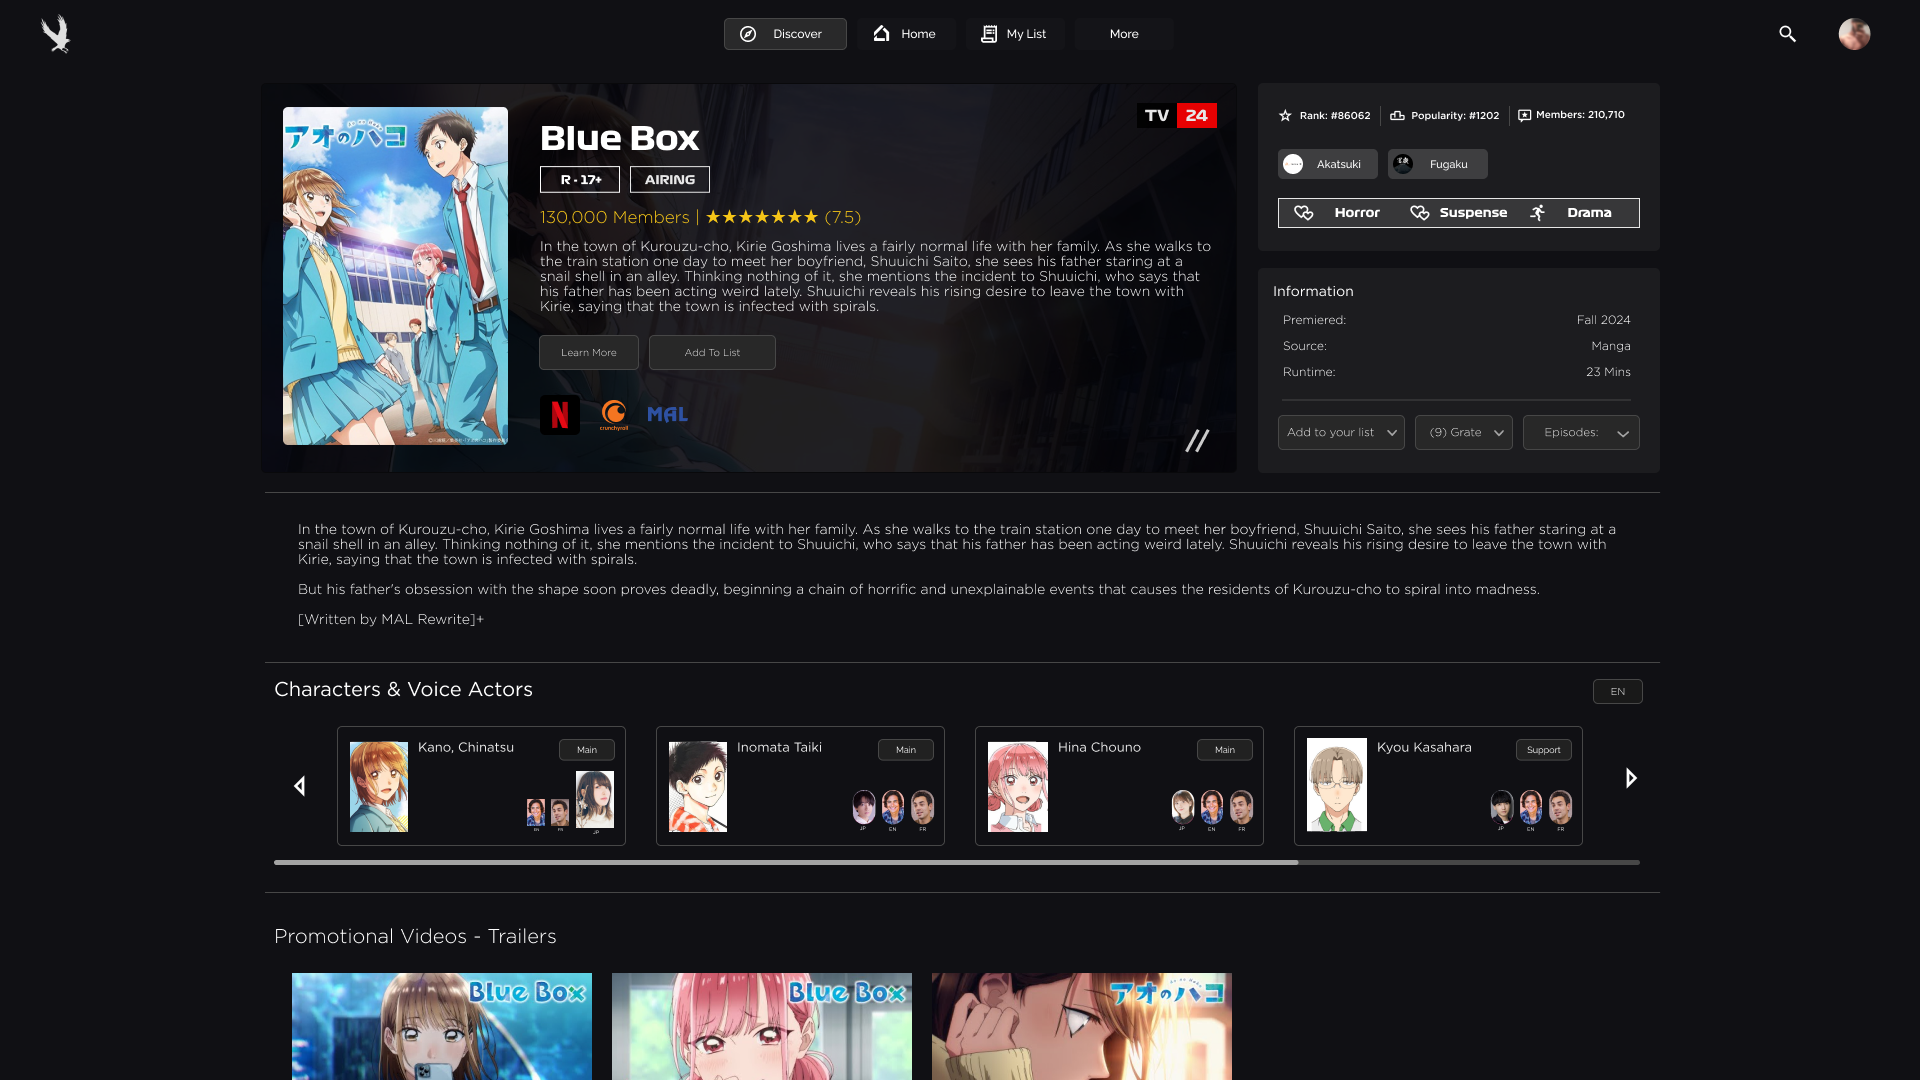 Discover
Home
My List
More
アオのハコ
Blue Box
TV 24
R - 17+
AIRING
130,000 Members | ★★★★★★★ (7.5)
In the town of Kurouzu-cho, Kirie Goshima lives a fairly normal life with her family. As she walks to
the train station one day to meet her boyfriend, Shuuichi Saito, she sees his father staring at a
snail shell in an alley. Thinking nothing of it, she mentions the incident to Shuuichi, who says that
his father has been acting weird lately. Shuuichi reveals his rising desire to leave the town with
Kirie, saying that the town is infected with spirals.
Learn More
Add To List
N
crunchyroll
MAL
Rank: #86062
Popularity: #1202
Members: 210,710
Akatsuki
Fugaku
Horror
Suspense
Drama
Information
Premiered:
Fall 2024
Source:
Manga
Runtime:
23 Mins
Add to your list
(9) Grate
Episodes:
In the town of Kurouzu-cho, Kirie Goshima lives a fairly normal life with her family. As she walks to the train station one day to meet her boyfriend, Shuuichi Saito, she sees his father staring at a
snail shell in an alley. Thinking nothing of it, she mentions the incident to Shuuichi, who says that his father has been acting weird lately. Shuuichi reveals his rising desire to leave the town with
Kirie, saying that the town is infected with spirals.
But his father's obsession with the shape soon proves deadly, beginning a chain of horrific and unexplainable events that causes the residents of Kurouzu-cho to spiral into madness.
[Written by MAL Rewrite]+
Characters & Voice Actors
EN
Kano, Chinatsu
Main
EN
FR
JP
Inomata Taiki
Main
JP
EN
FR
Hina Chouno
Main
JP
EN
FR
Kyou Kasahara
Support
JP
EN
FR
Promotional Videos - Trailers
Blue Box
Blue Box
アオのハコ